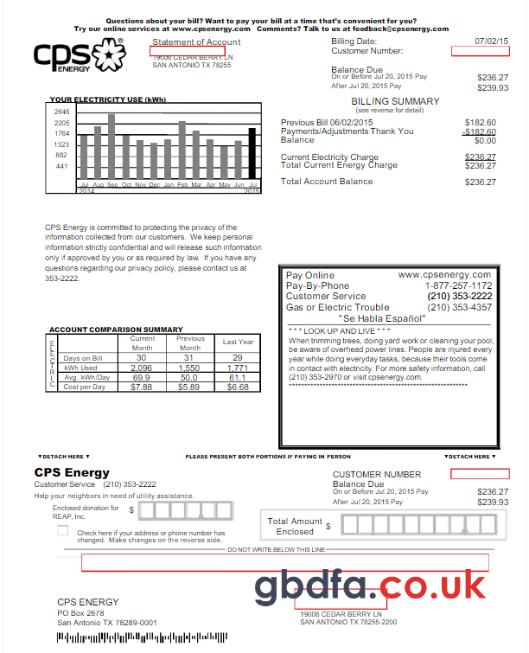 Questions about your bill? Want to pay your bill at a time that's convenient for you?
Try our online services at www.cpsenergy.com Comments? Talk to us at feedback@cpsenergy.com
CPS
ENERGY
Statement of Account
19006 CEDAR BERRY LN
SAN ANTONIO TX 78255
Billing Date: 07/02/15
Customer Number:
Balance Due
On or Before Jul 20, 2015 Pay $236.27
After Jul 20, 2015 Pay $239.93
YOUR ELECTRICITY USE (kWh)
2646
2205
1764
1323
882
441
Jul Aug Sep Oct Nov Dec Jan Feb Mar Apr May Jun Jul
2014 2015
BILLING SUMMARY
(see reverse for detail)
Previous Bill 06/02/2015 $182.60
Payments/Adjustments Thank You -$182.60
Balance $0.00
Current Electricity Charge $236.27
Total Current Energy Charge $236.27
Total Account Balance $236.27
CPS Energy is committed to protecting the privacy of the
information collected from our customers. We keep personal
information strictly confidential and will release such information
only if approved by you or as required by law. If you have any
questions regarding our privacy policy, please contact us at
353-2222.
Pay Online www.cpsenergy.com
Pay-By-Phone 1-877-257-1172
Customer Service (210) 353-2222
Gas or Electric Trouble (210) 353-4357
"Se Habla Español"
* * * LOOK UP AND LIVE * * *
When trimming trees, doing yard work or cleaning your pool,
be aware of overhead power lines. People are injured every
year while doing everyday tasks, because their tools come
in contact with electricity. For more safety information, call
(210) 353-2970 or visit cpsenergy.com.
ACCOUNT COMPARISON SUMMARY
ELECTRIC
Current Month Previous Month Last Year
Days on Bill 30 31 29
kWh Used 2,096 1,550 1,771
Avg. kWh/Day 69.9 50.0 61.1
Cost per Day $7.88 $5.89 $6.68
▼DETACH HERE▼ PLEASE PRESENT BOTH PORTIONS IF PAYING IN PERSON ▼DETACH HERE▼
CPS Energy
Customer Service (210) 353-2222
Help your neighbors in need of utility assistance.
Enclosed donation for
REAP, Inc. $
Check here if your address or phone number has
changed. Make changes on the reverse side.
CUSTOMER NUMBER
Balance Due
On or Before Jul 20, 2015 Pay $236.27
After Jul 20, 2015 Pay $239.93
Total Amount
Enclosed $
DO NOT WRITE BELOW THIS LINE
gbdfa.co.uk
CPS ENERGY
PO Box 2678
San Antonio TX 78289-0001
19006 CEDAR BERRY LN
SAN ANTONIO TX 78255-2200